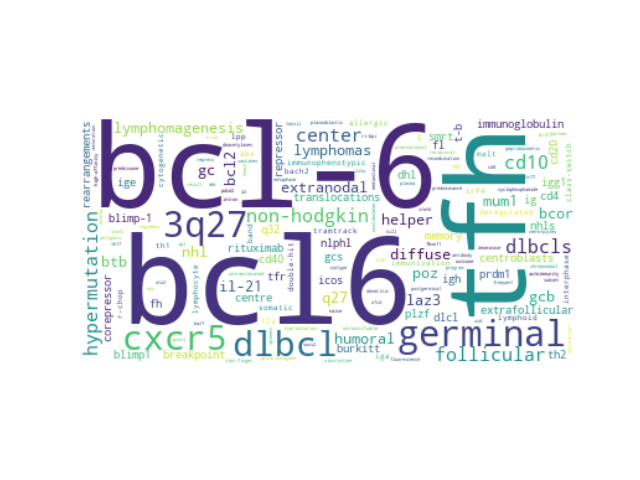 bcl-6
tfh
bcl6
3q27
cxcr5
dlbcl
germinal
lymphomagenesis
center
lymphomas
immunoglobulin
rearrangements
cytogenetic
lpp
bcl2
gc
ige
repressor
allergic
immunophenotypic
bach2
extranodal
translocations
smrt
fl
t-b
malt
cd10
cd20
class-switch
dhl
mum1
irf4
igg
cd4
ig
bcor
deregulated
nhls
blimp-1
non-hodgkin
helper
tramtrack
q32
band
th1
nhl
rituximab
cd40
double-hit
nlphl
gcs
diffuse
memory
dlbcls
centroblasts
poz
prdm1
igh
gcb
interphase
extrafollicular
hypermutation
btb
corepressor
r-chop
fh
lymphocyte
tfr
il-21
centre
somatic
icos
q27
laz3
plzf
dlcl
lymphoid
blimp1
breakpoint
humoral
burkitt
iga
follicular
th2
immunization